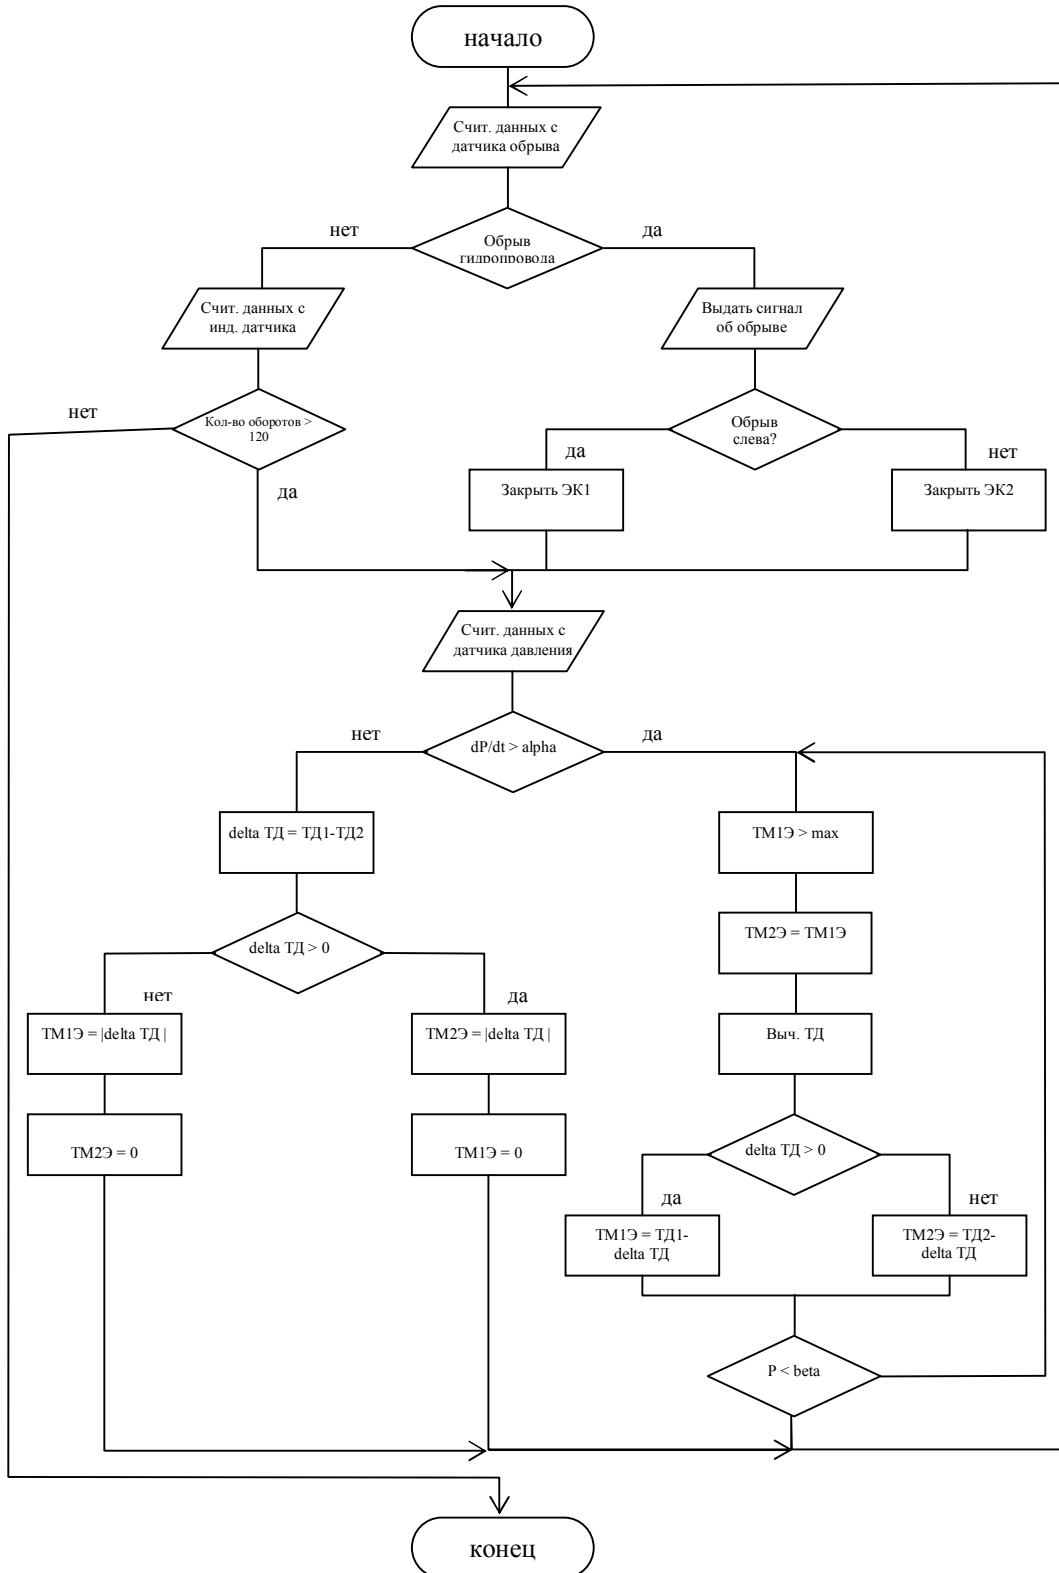 начало
Счит. данных с
датчика обрыва
нет
да
Обрыв
гидропровода
Счит. данных с
инд. датчика
Выдать сигнал
об обрыве
нет
Кол-во оборотов >
120
да
Обрыв
слева?
да
нет
Закрыть ЭК1
Закрыть ЭК2
Счит. данных с
датчика давления
нет
dP/dt > alpha
да
delta ТД = ТД1-ТД2
ТМ1Э > max
delta ТД > 0
ТМ2Э = ТМ1Э
нет
да
ТМ1Э = |delta ТД |
ТМ2Э = |delta ТД |
Выч. ТД
ТМ2Э = 0
ТМ1Э = 0
delta ТД > 0
да
нет
ТМ1Э = ТД1-
delta ТД
ТМ2Э = ТД2-
delta ТД
P < beta
конец